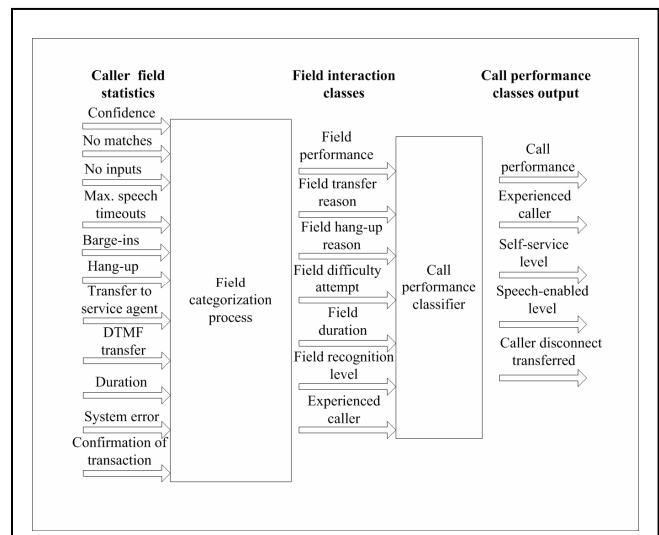 Caller field
statistics
Confidence
No matches
No inputs
Max. speech
timeouts
Barge-ins
Hang-up
Transfer to
service agent
DTMF
transfer
Duration
System error
Confirmation of
transaction
Field
categorization
process
Field interaction
classes
Field
performance
Field transfer
reason
Field hang-up
reason
Field difficulty
attempt
Field
duration
Field recognition
level
Experienced
caller
Call
performance
classifier
Call performance
classes output
Call
performance
Experienced
caller
Self-service
level
Speech-enabled
level
Caller disconnect
transferred